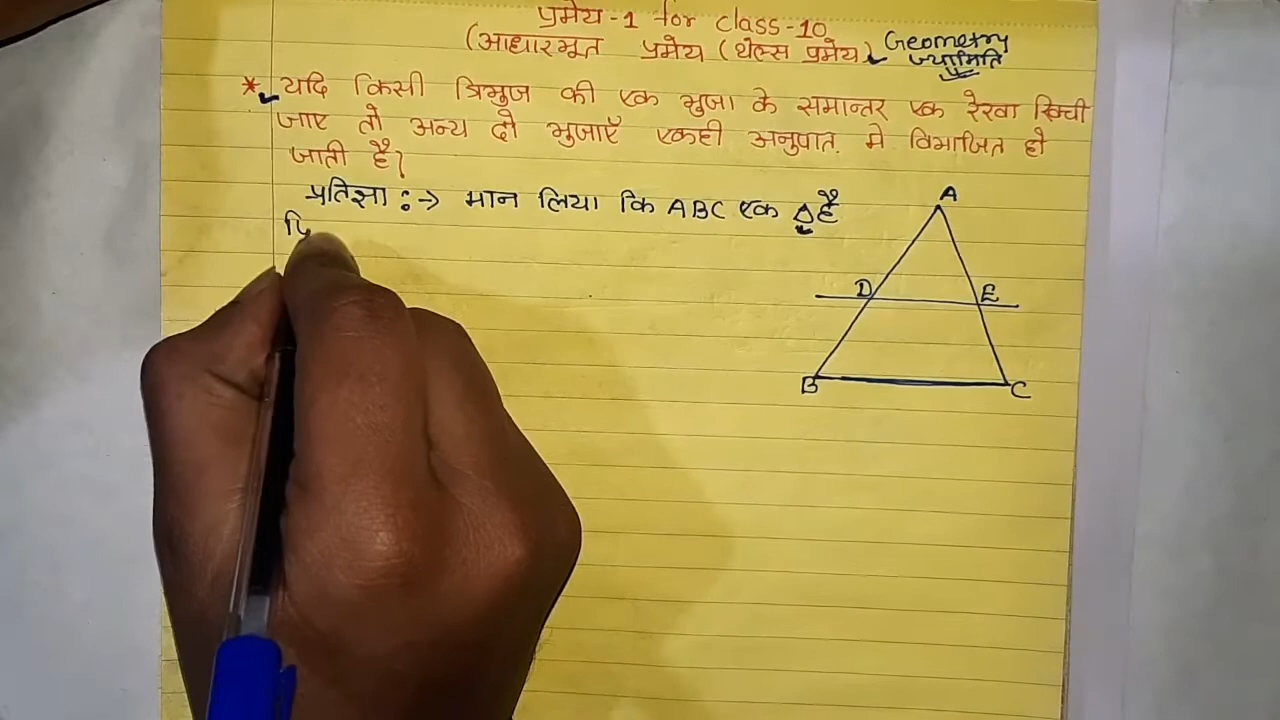 प्रमेय-1 for class-10
(आधारभूत प्रमेय (थेल्स प्रमेय) Geometry
ज्यामिति
* यदि किसी त्रिभुज की एक भुजा के समान्तर एक रेखा खिची
जाए तो अन्य दो भुजाएँ एकही अनुपात. मे विभाजित हो
जाती है।
प्रतिज्ञा :→ मान लिया कि ABC एक △ है
A
D E
B C